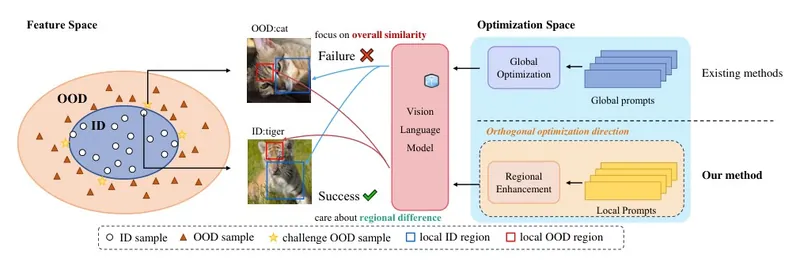 Feature Space
OOD:cat
focus on overall similarity
Failure
Optimization Space
OOD
ID
Vision
Language
Model
Global
Optimization
Global prompts
Existing methods
Orthogonal optimization direction
ID:tiger
Regional
Enhancement
Local Prompts
Our method
Success
care about regional difference
ID sample
OOD sample
challenge OOD sample
local ID region
local OOD region